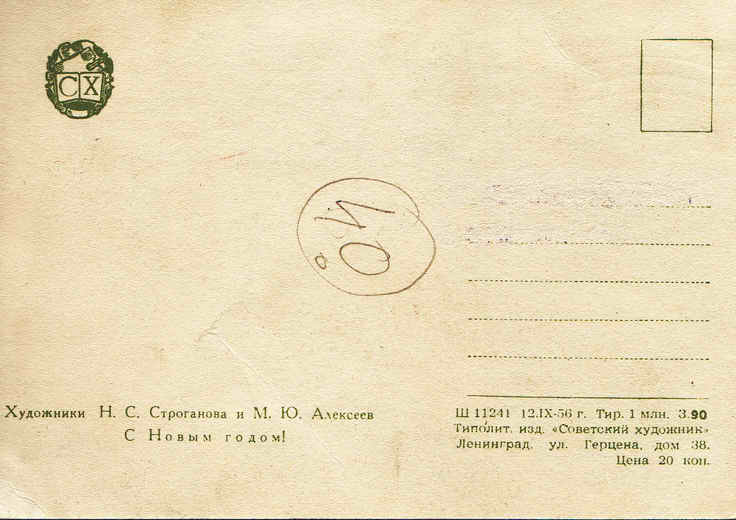 СХ
Художники Н. С. Строганова и М. Ю. Алексеев
С Новым годом!
Ш 11241 12.IX-56 г. Тир. 1 млн. З.90
Типолит. изд. «Советский художник»
Ленинград, ул. Герцена, дом 38.
Цена 20 коп.